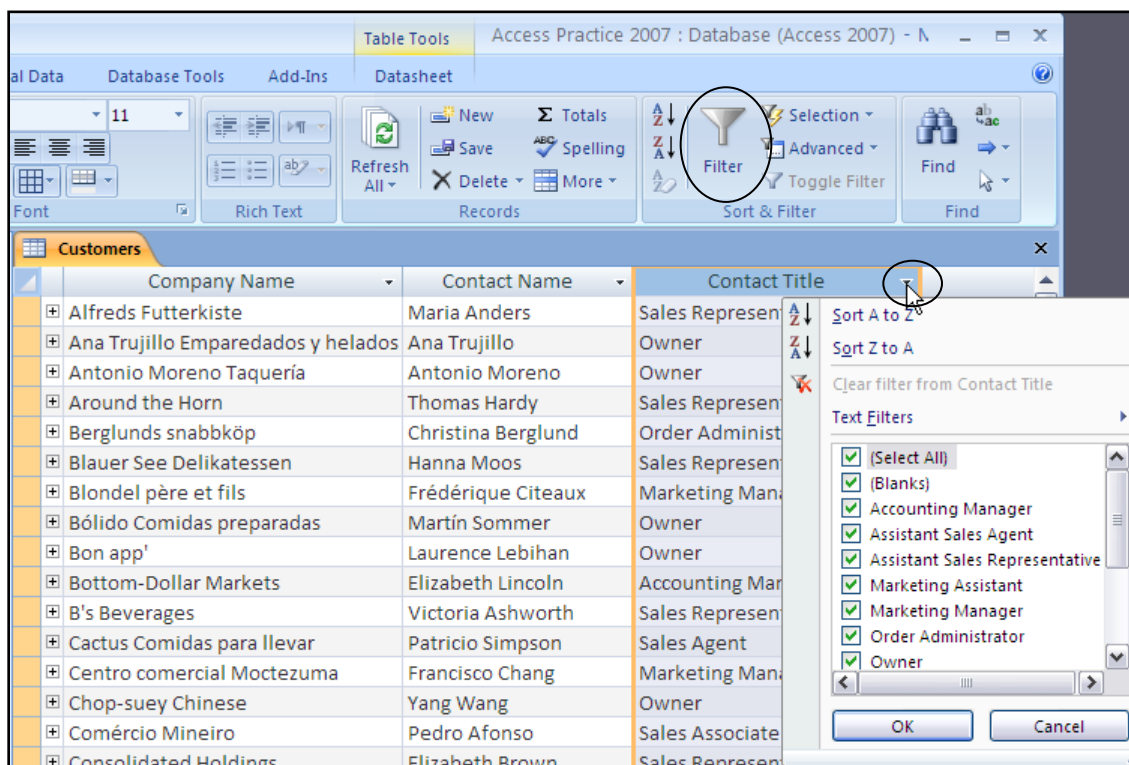 Table Tools Access Practice 2007 : Database (Access 2007) - N
al Data Database Tools Add-Ins Datasheet
11 New Σ Totals A Z Selection
Save ABC Spelling Z A Advanced ab ac
Refresh All Delete More Filter Toggle Filter Find
Font Rich Text Records Sort & Filter Find
Customers
Company Name Contact Name Contact Title
Alfreds Futterkiste Maria Anders Sales Represen
Ana Trujillo Emparedados y helados Ana Trujillo Owner
Antonio Moreno Taquería Antonio Moreno Owner
Around the Horn Thomas Hardy Sales Represen
Berglunds snabbköp Christina Berglund Order Administ
Blauer See Delikatessen Hanna Moos Sales Represen
Blondel père et fils Frédérique Citeaux Marketing Mana
Bólido Comidas preparadas Martín Sommer Owner
Bon app' Laurence Lebihan Owner
Bottom-Dollar Markets Elizabeth Lincoln Accounting Mar
B's Beverages Victoria Ashworth Sales Represen
Cactus Comidas para llevar Patricio Simpson Sales Agent
Centro comercial Moctezuma Francisco Chang Marketing Mana
Chop-suey Chinese Yang Wang Owner
Comércio Mineiro Pedro Afonso Sales Associate
Consolidated Holdings Elizabeth Brown Sales Represen
Sort A to Z
Sort Z to A
Clear filter from Contact Title
Text Filters
(Select All)
(Blanks)
Accounting Manager
Assistant Sales Agent
Assistant Sales Representative
Marketing Assistant
Marketing Manager
Order Administrator
Owner
OK Cancel